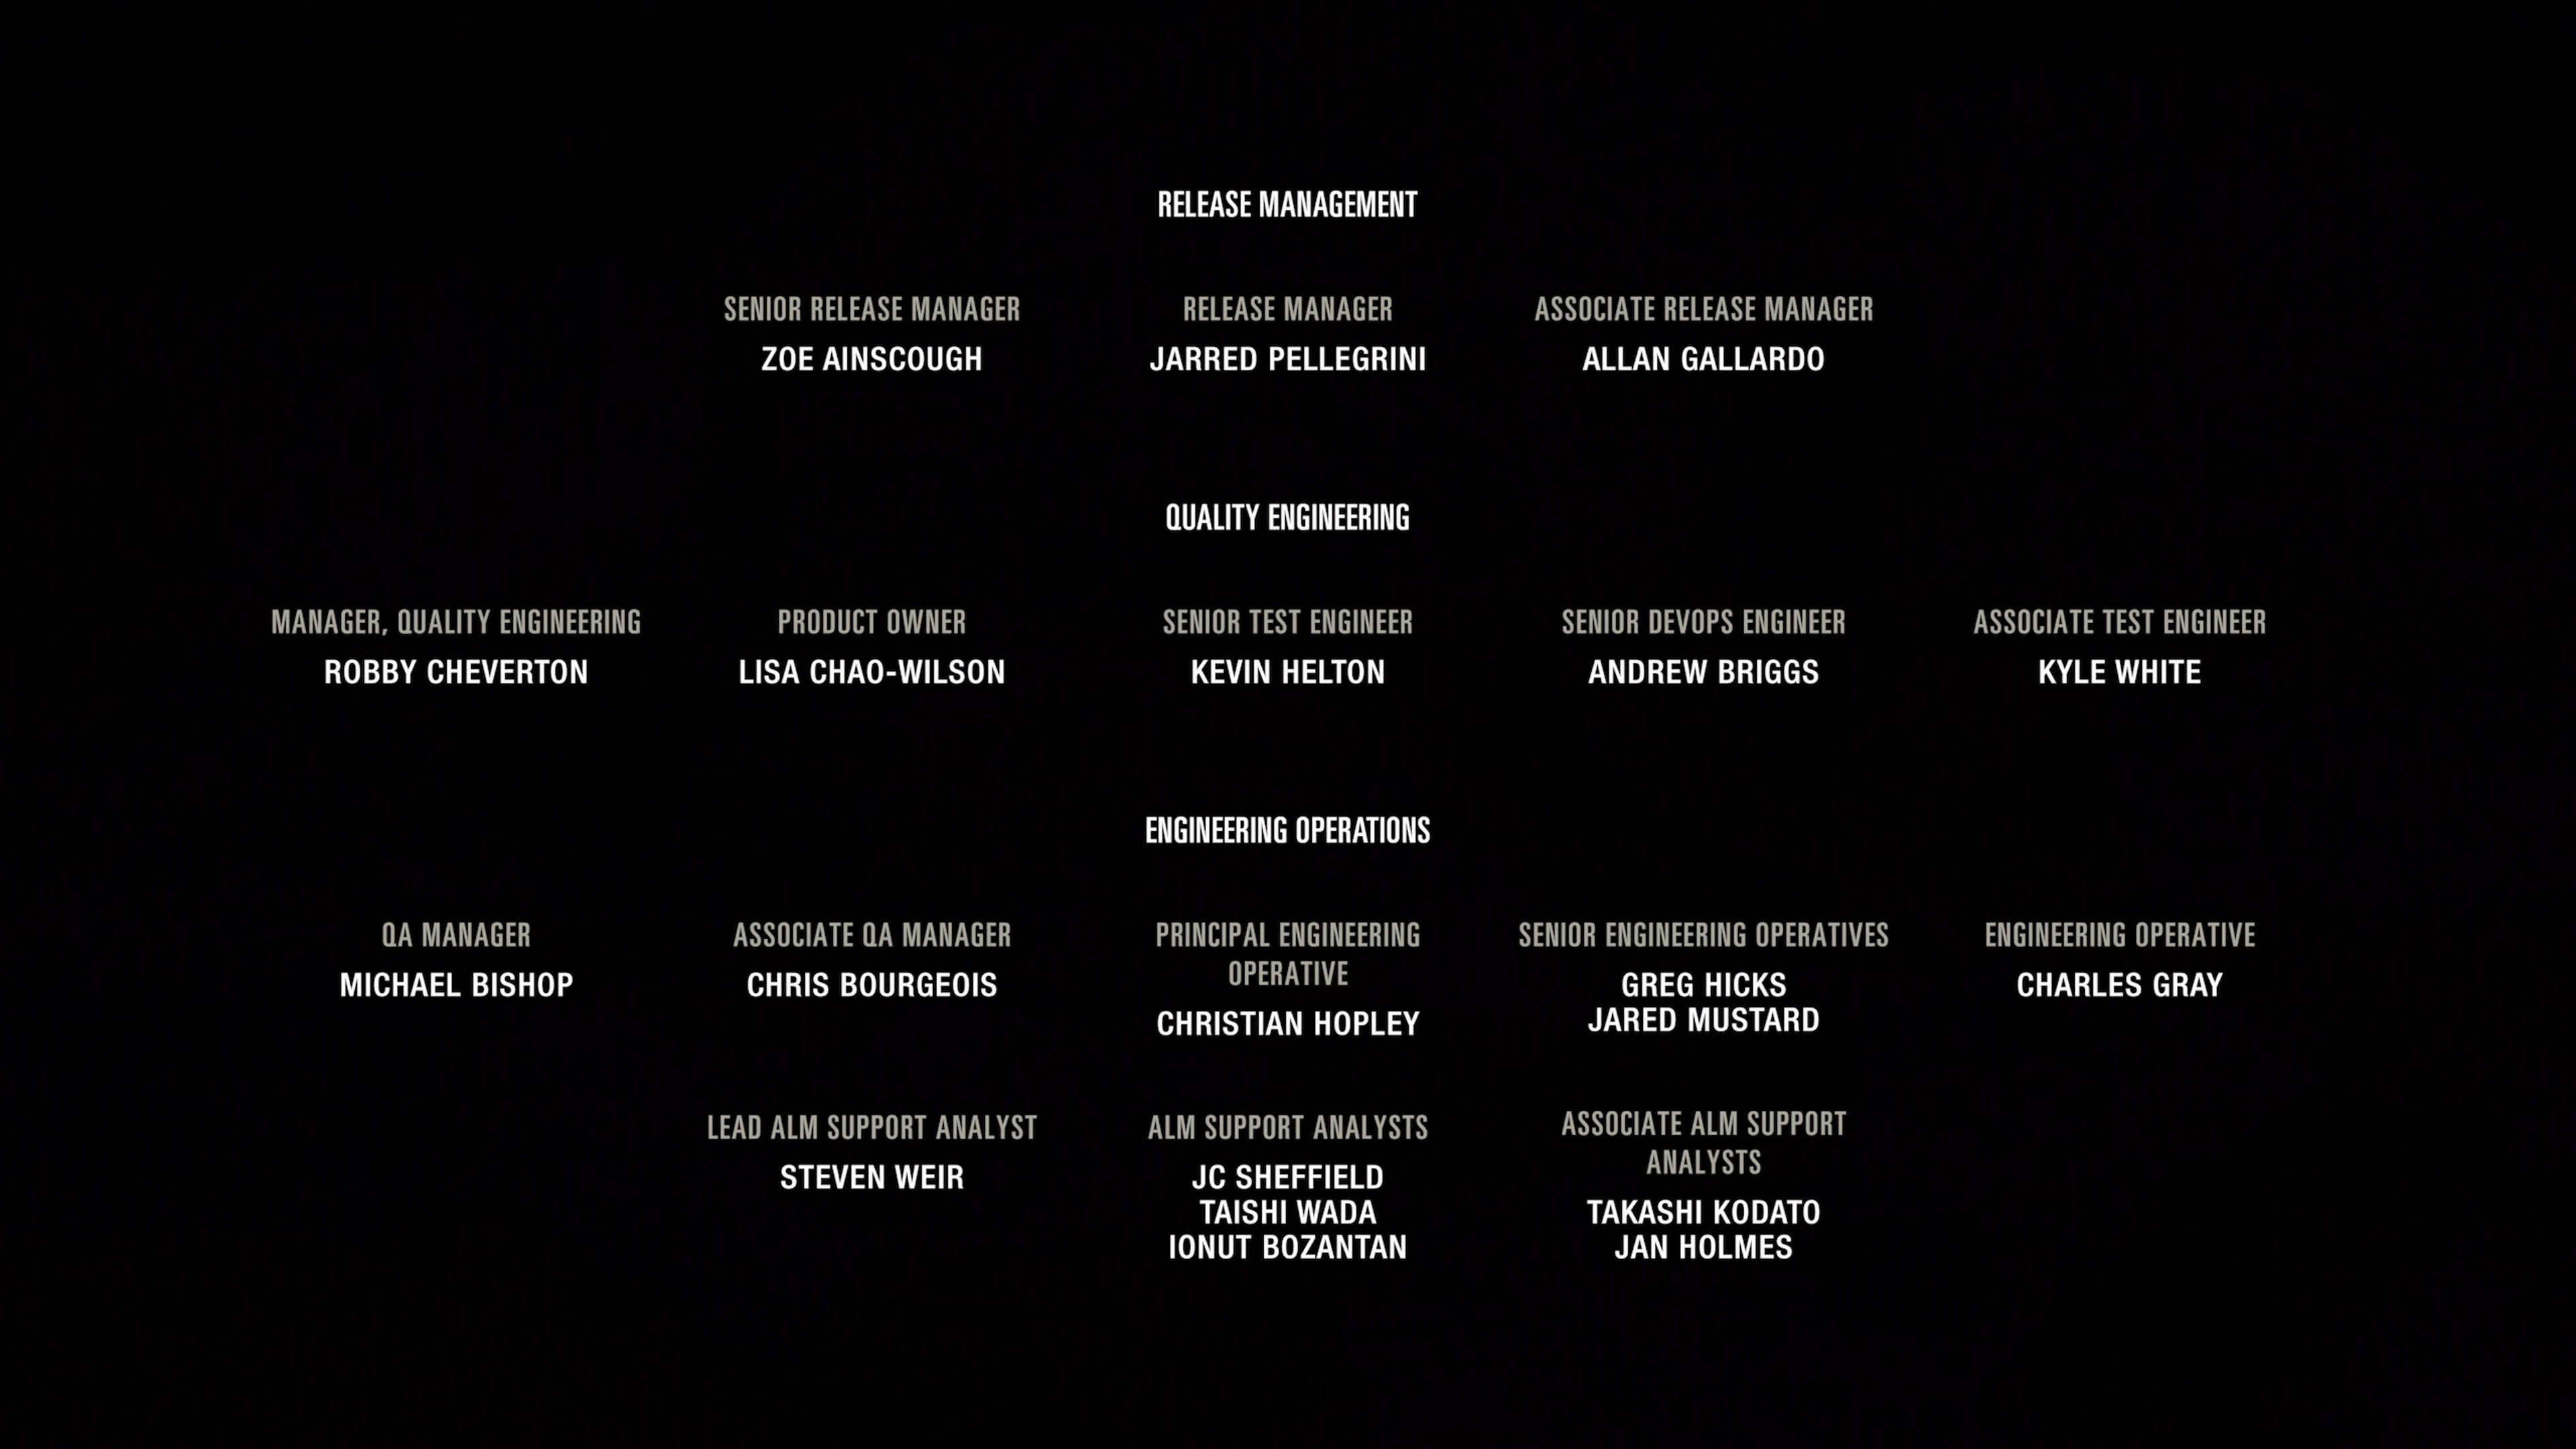 RELEASE MANAGEMENT
SENIOR RELEASE MANAGER
ZOE AINSCOUGH
RELEASE MANAGER
JARRED PELLEGRINI
ASSOCIATE RELEASE MANAGER
ALLAN GALLARDO
QUALITY ENGINEERING
MANAGER, QUALITY ENGINEERING
ROBBY CHEVERTON
PRODUCT OWNER
LISA CHAO-WILSON
SENIOR TEST ENGINEER
KEVIN HELTON
SENIOR DEVOPS ENGINEER
ANDREW BRIGGS
ASSOCIATE TEST ENGINEER
KYLE WHITE
ENGINEERING OPERATIONS
QA MANAGER
MICHAEL BISHOP
ASSOCIATE QA MANAGER
CHRIS BOURGEOIS
PRINCIPAL ENGINEERING
OPERATIVE
CHRISTIAN HOPLEY
SENIOR ENGINEERING OPERATIVES
GREG HICKS
JARED MUSTARD
ENGINEERING OPERATIVE
CHARLES GRAY
LEAD ALM SUPPORT ANALYST
STEVEN WEIR
ALM SUPPORT ANALYSTS
JC SHEFFIELD
TAISHI WADA
IONUT BOZANTAN
ASSOCIATE ALM SUPPORT
ANALYSTS
TAKASHI KODATO
JAN HOLMES